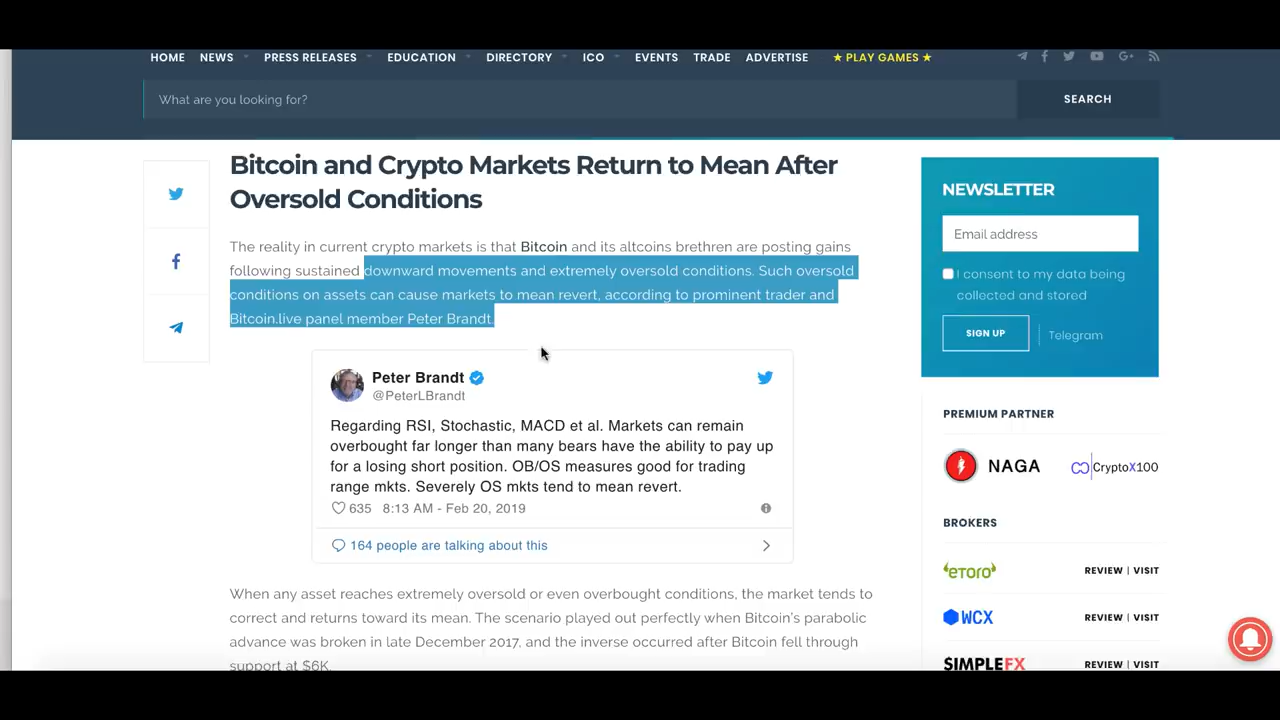 HOME NEWS PRESS RELEASES EDUCATION DIRECTORY ICO EVENTS TRADE ADVERTISE ★ PLAY GAMES ★
What are you looking for? SEARCH
Bitcoin and Crypto Markets Return to Mean After
Oversold Conditions
The reality in current crypto markets is that Bitcoin and its altcoins brethren are posting gains
following sustained downward movements and extremely oversold conditions. Such oversold
conditions on assets can cause markets to mean revert, according to prominent trader and
Bitcoin.live panel member Peter Brandt.
Peter Brandt
@PeterLBrandt
Regarding RSI, Stochastic, MACD et al. Markets can remain
overbought far longer than many bears have the ability to pay up
for a losing short position. OB/OS measures good for trading
range mkts. Severely OS mkts tend to mean revert.
635 8:13 AM - Feb 20, 2019
164 people are talking about this
When any asset reaches extremely oversold or even overbought conditions, the market tends to
correct and returns toward its mean. The scenario played out perfectly when Bitcoin's parabolic
advance was broken in late December 2017, and the inverse occurred after Bitcoin fell through
support at $6K.
NEWSLETTER
Email address
I consent to my data being
collected and stored
SIGN UP Telegram
PREMIUM PARTNER
NAGA CryptoX100
BROKERS
eToro REVIEW | VISIT
WCX REVIEW | VISIT
SIMPLEFX REVIEW | VISIT